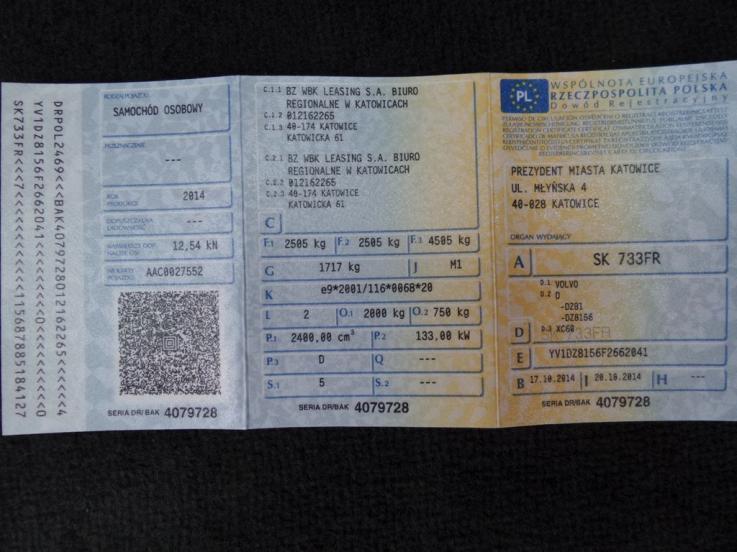 DRPOL2469<<<BAK4079728012162265<<<<<<4
YV1DZ8156F2662041<<<<<<<<0<<<<<<<<<<0
SK733FR<<<7<<<<<<<<<<<115687885184127
RODZAJ POJAZDU
SAMOCHÓD OSOBOWY
PRZEZNACZENIE
---
ROK PRODUKCJI
2014
DOPUSZCZALNA ŁADOWNOŚĆ
---
NAJWIĘKSZY DOP. NACISK OSI
12,54 kN
NR KARTY POJAZDU
AAC0027552
SERIA DR/BAK 4079728
C.1.1 BZ WBK LEASING S.A. BIURO
REGIONALNE W KATOWICACH
C.1.2 012162265
C.1.3 40-174 KATOWICE
KATOWICKA 61
C.2.1 BZ WBK LEASING S.A. BIURO
REGIONALNE W KATOWICACH
C.2.2 012162265
C.2.3 40-174 KATOWICE
KATOWICKA 61
C
F.1 2505 kg F.2 2505 kg F.3 4505 kg
G 1717 kg J M1
K e9*2001/116*0068*20
L 2 O.1 2000 kg O.2 750 kg
P.1 2400,00 cm³ P.2 133,00 kW
P.3 D Q ---
S.1 5 S.2 ---
SERIA DR/BAK 4079728
PL
WSPÓLNOTA EUROPEJSKA
RZECZPOSPOLITA POLSKA
Dowód Rejestracyjny
PREZYDENT MIASTA KATOWICE
UL. MŁYŃSKA 4
40-028 KATOWICE
ORGAN WYDAJĄCY
A SK 733FR
D.1 VOLVO
D.2 D
-DZ81
-DZ8156
D D.3 XC60
SK 733FR
E YV1DZ8156F2662041
B 17.10.2014 I 20.10.2014 H ---
SERIA DR/BAK 4079728